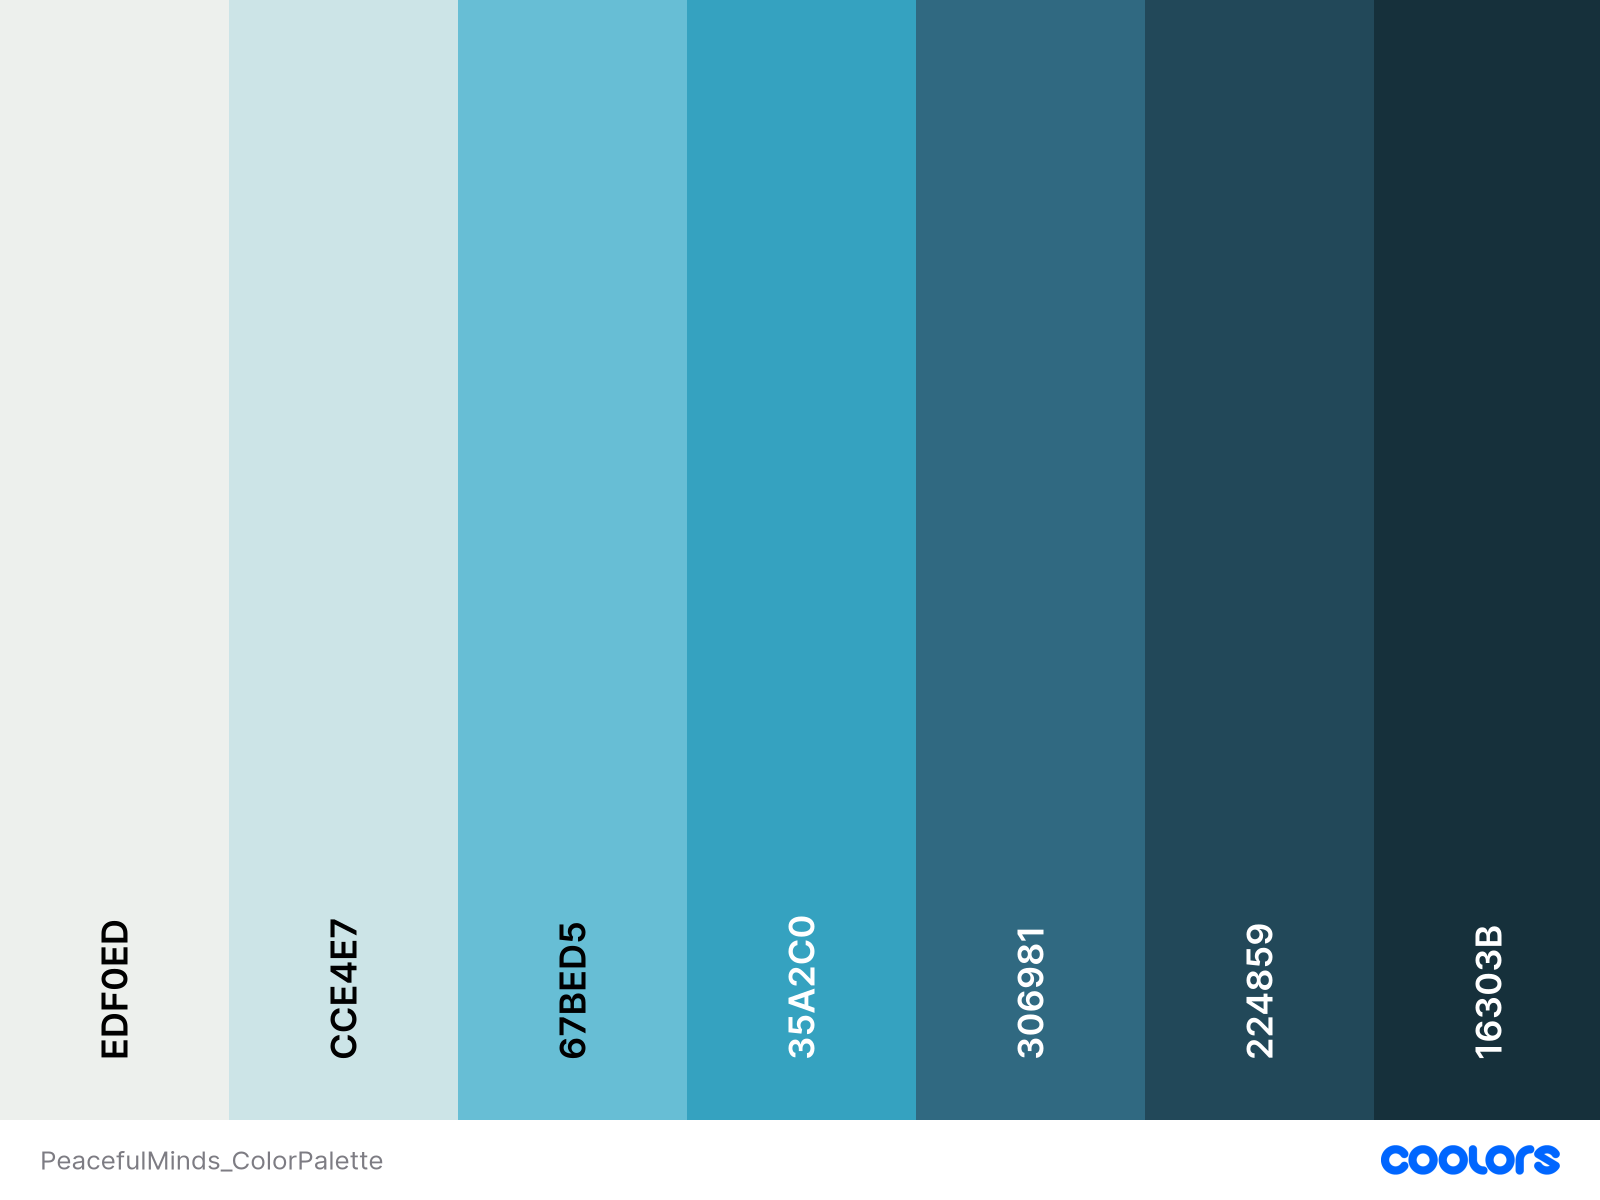 EDF0ED
CCE4E7
67BED5
35A2C0
306981
224859
16303B
PeacefulMinds_ColorPalette
coolors